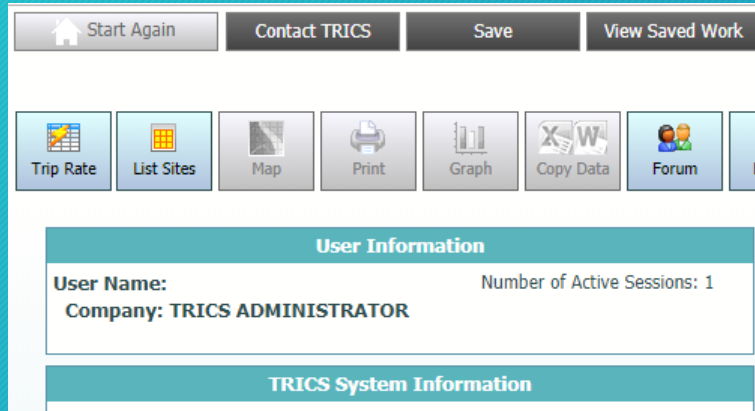 Start Again Contact TRICS Save View Saved Work
Trip Rate List Sites Map Print Graph Copy Data Forum
User Information
User Name: Number of Active Sessions: 1
Company: TRICS ADMINISTRATOR
TRICS System Information